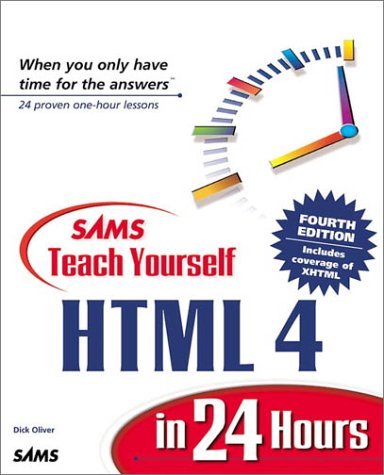 When you only have
time for the answers™
24 proven one-hour lessons
FOURTH
EDITION
Includes
coverage of
XHTML
SAMS
Teach Yourself
HTML 4
in 24 Hours
Dick Oliver
SAMS